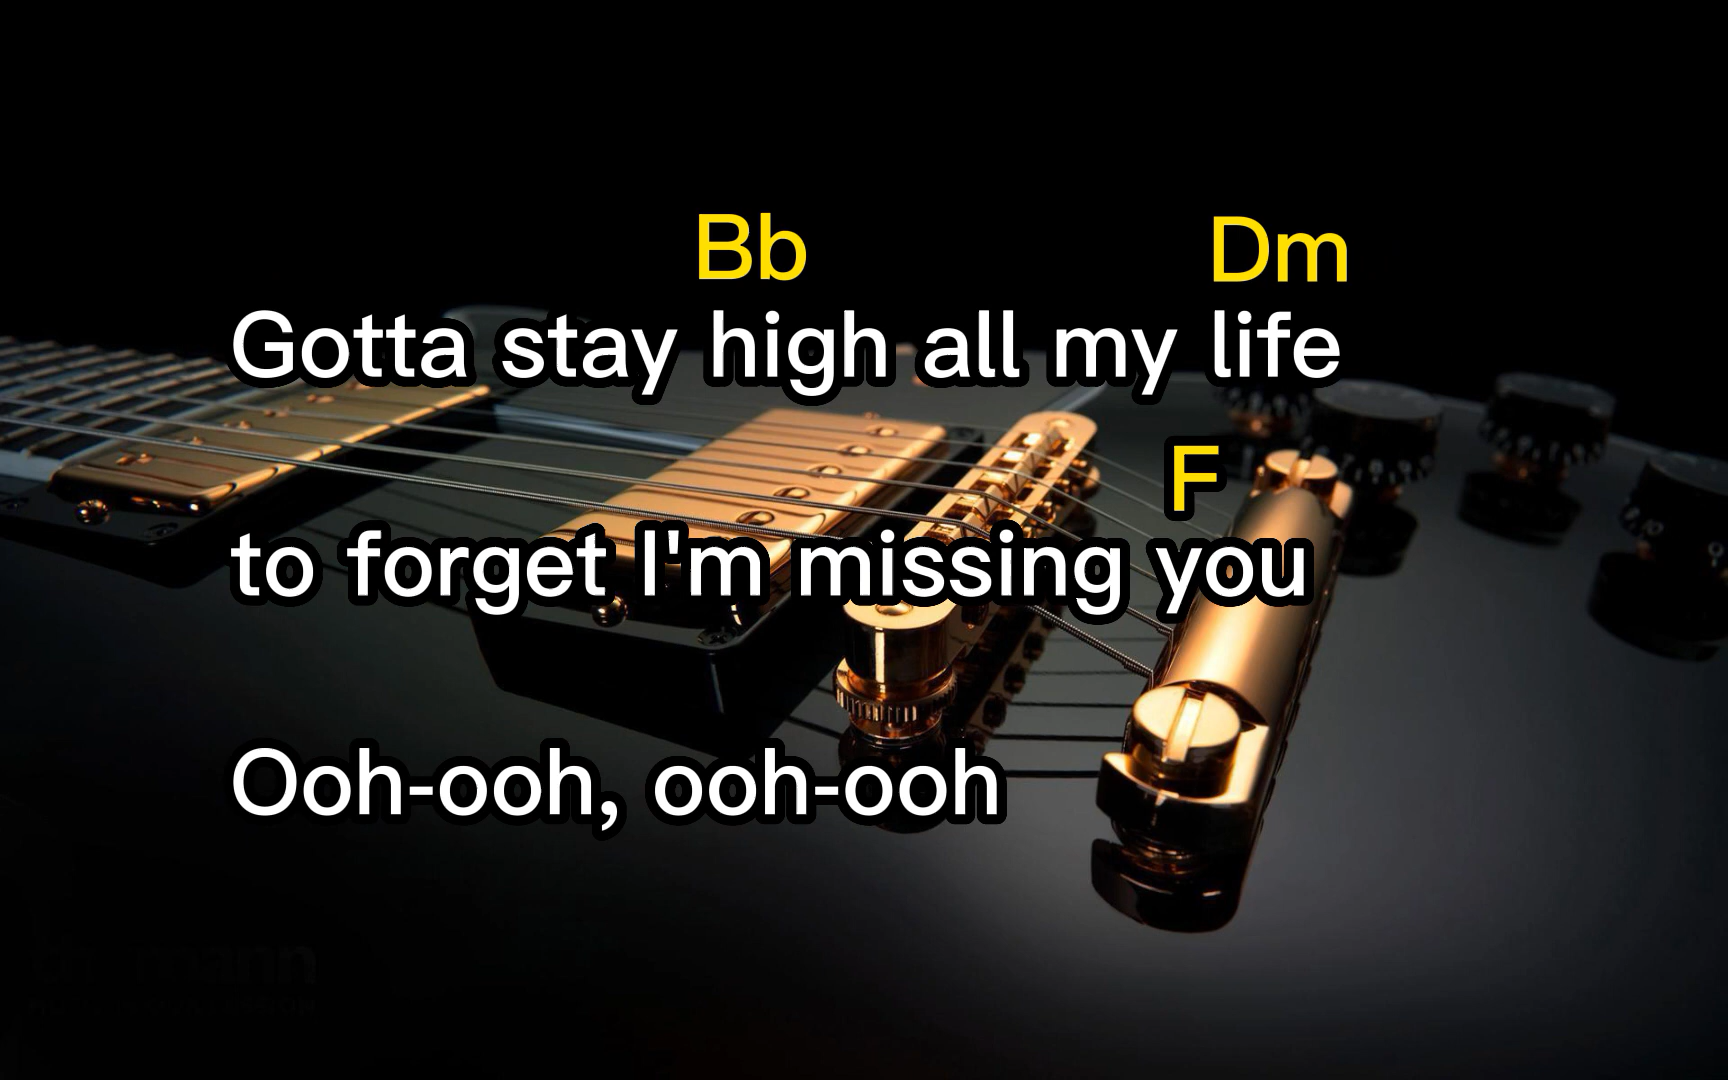 Bb Dm
Gotta stay high all my life
F
to forget I'm missing you
Ooh-ooh, ooh-ooh